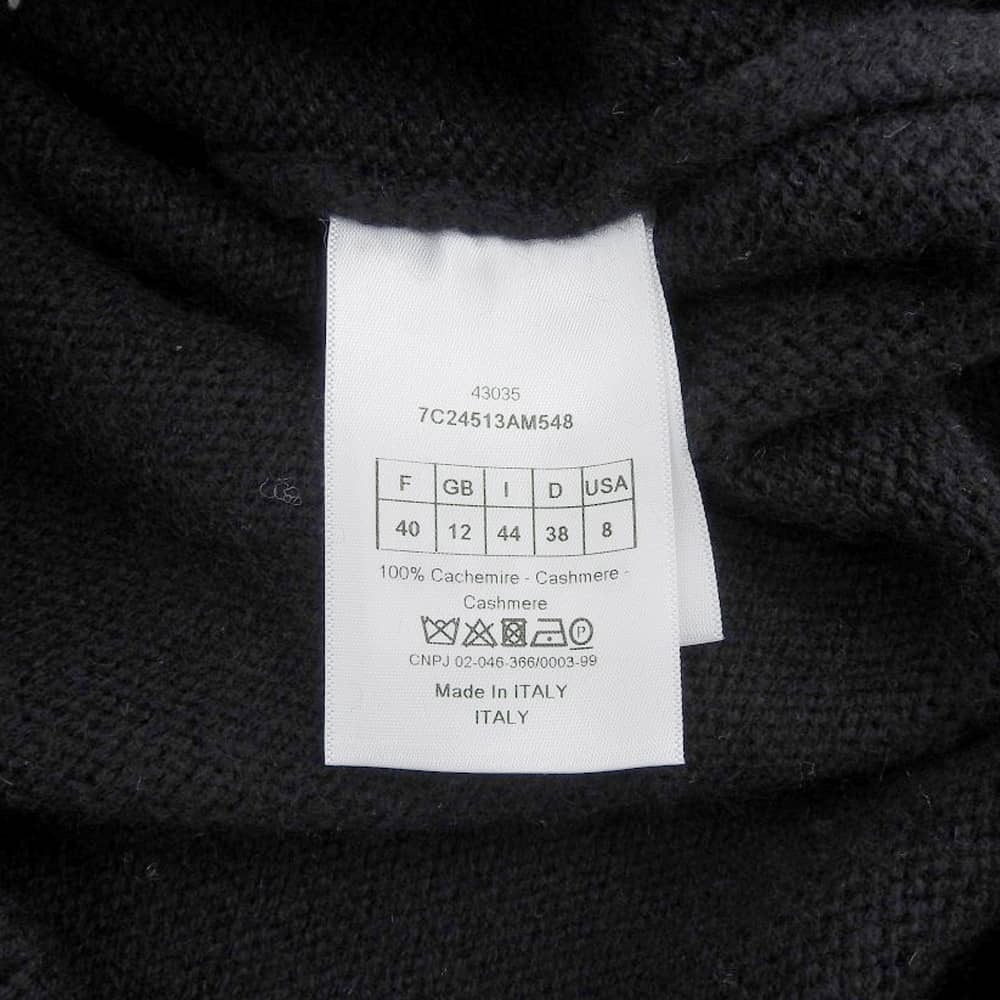 43035
7C24513AM548
F GB I D USA
40 12 44 38 8
100% Cachemire - Cashmere -
Cashmere
P
CNPJ 02-046-366/0003-99
Made In ITALY
ITALY